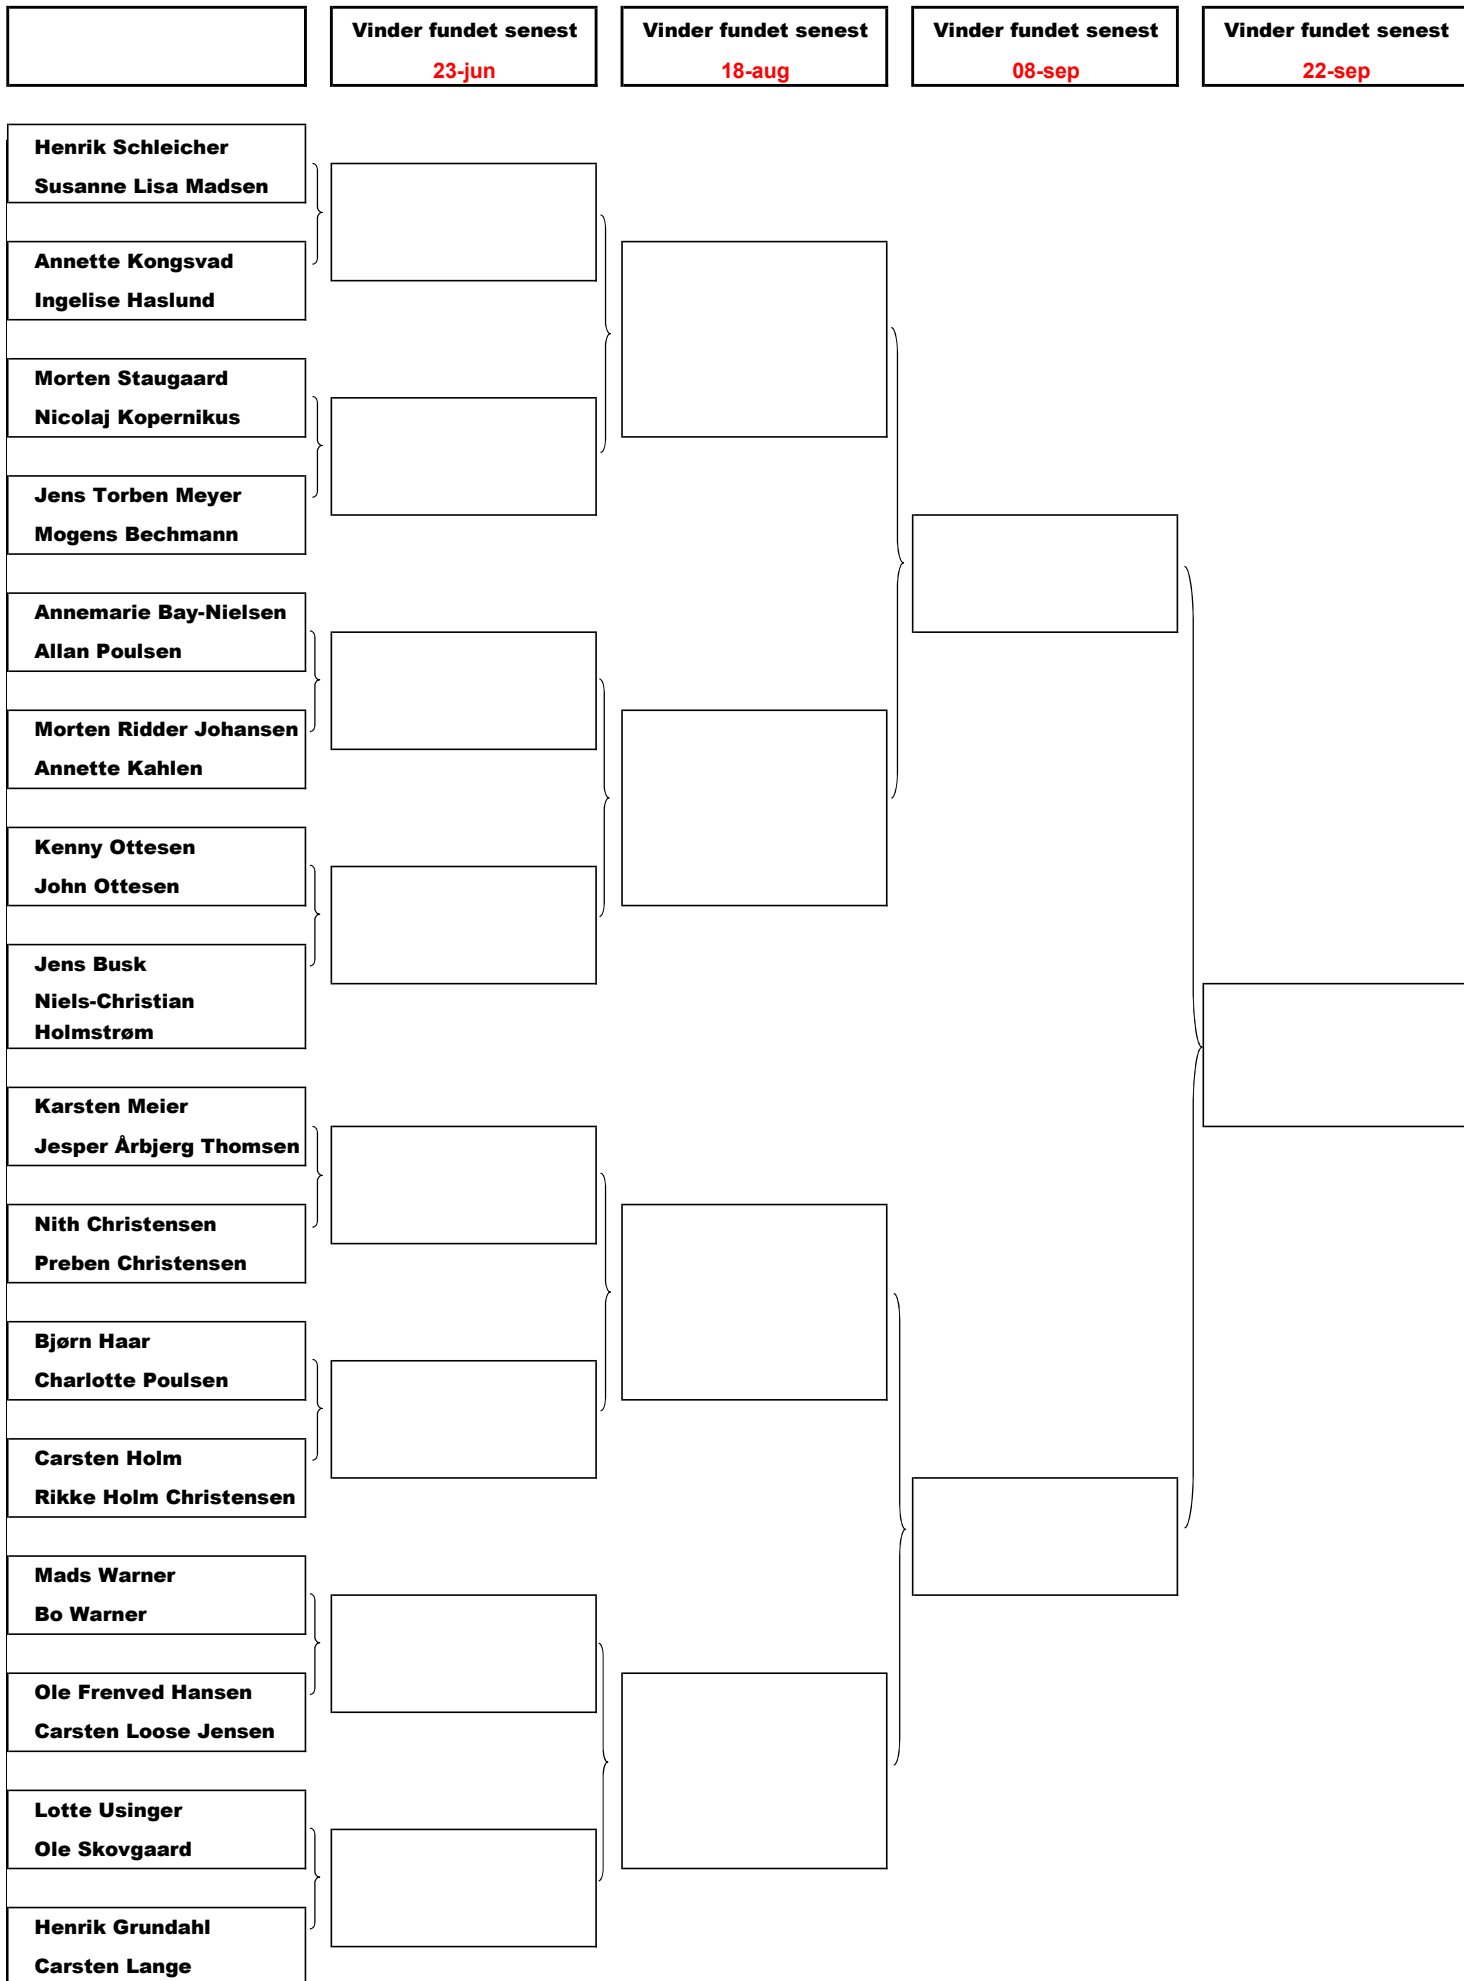 Vinder fundet senest
23-jun
Vinder fundet senest
18-aug
Vinder fundet senest
08-sep
Vinder fundet senest
22-sep
Henrik Schleicher
Susanne Lisa Madsen
Annette Kongsvad
Ingelise Haslund
Morten Staugaard
Nicolaj Kopernikus
Jens Torben Meyer
Mogens Bechmann
Annemarie Bay-Nielsen
Allan Poulsen
Morten Ridder Johansen
Annette Kahlen
Kenny Ottesen
John Ottesen
Jens Busk
Niels-Christian
Holmstrøm
Karsten Meier
Jesper Årbjerg Thomsen
Nith Christensen
Preben Christensen
Bjørn Haar
Charlotte Poulsen
Carsten Holm
Rikke Holm Christensen
Mads Warner
Bo Warner
Ole Frenved Hansen
Carsten Loose Jensen
Lotte Usinger
Ole Skovgaard
Henrik Grundahl
Carsten Lange